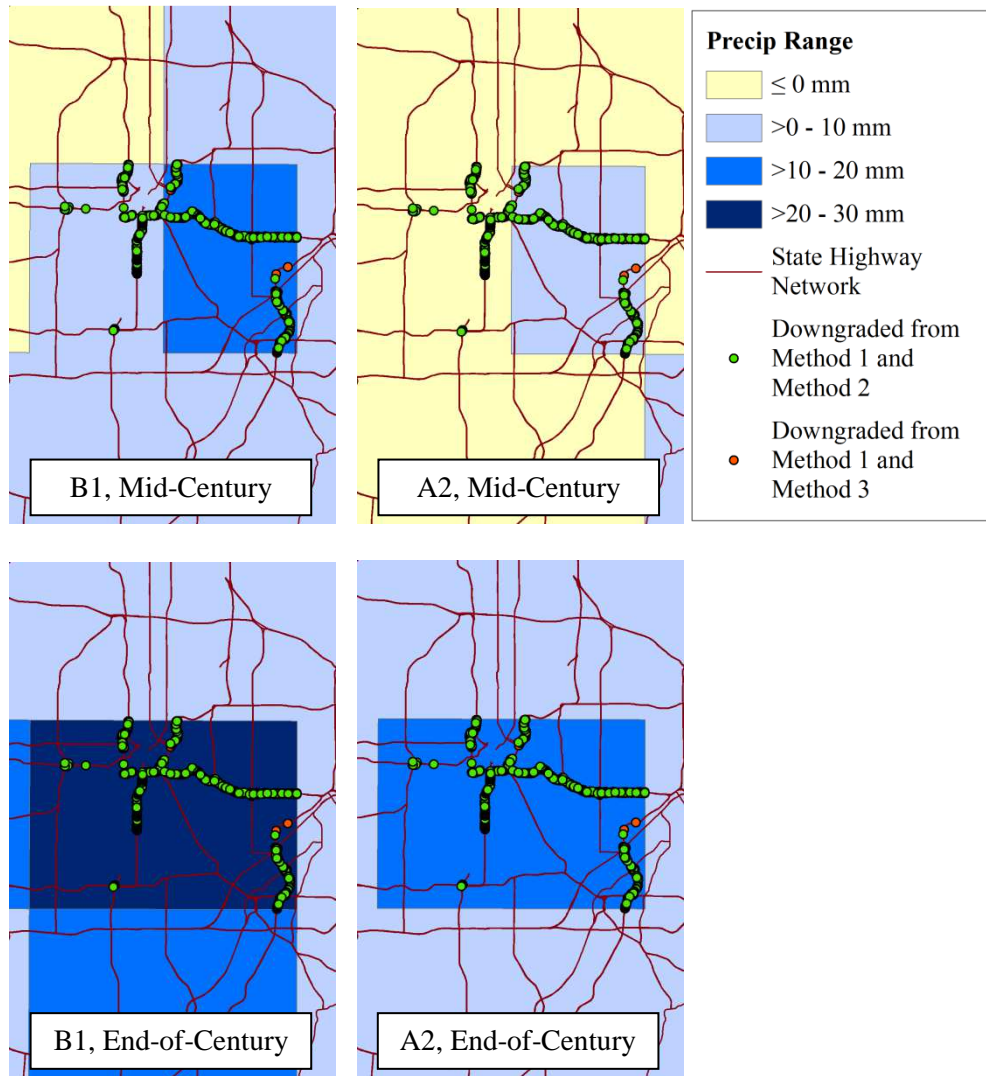 Precip Range
≤ 0 mm
>0 - 10 mm
>10 - 20 mm
>20 - 30 mm
State Highway
Network
Downgraded from
Method 1 and
Method 2
Downgraded from
Method 1 and
Method 3
B1, Mid-Century
A2, Mid-Century
B1, End-of-Century
A2, End-of-Century